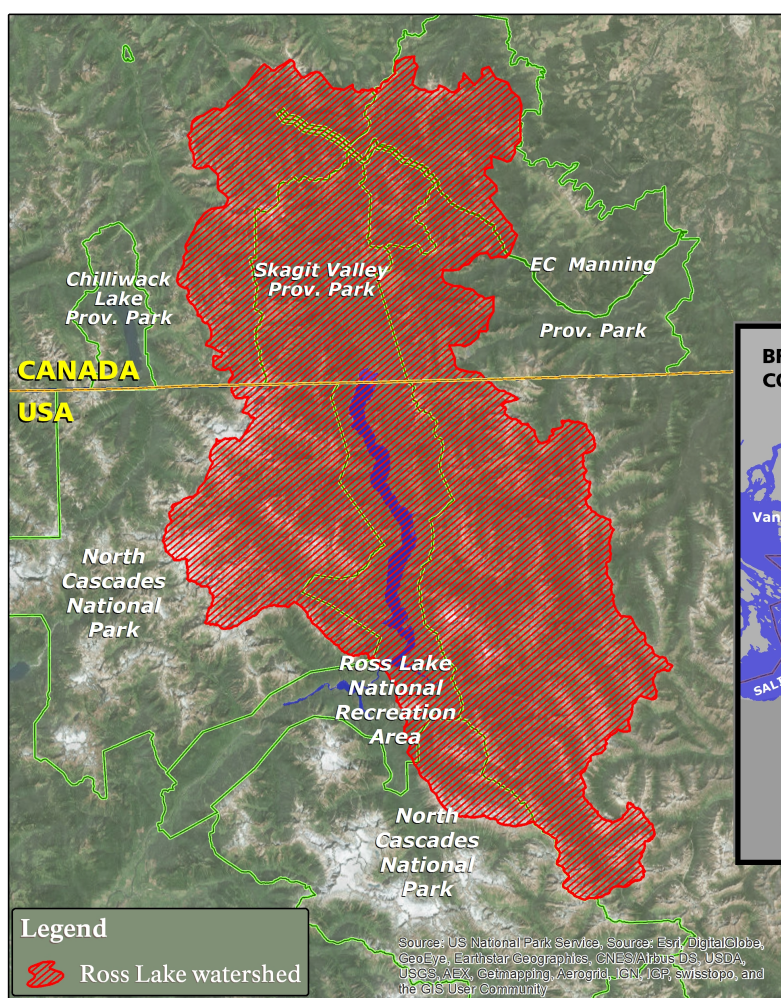 Chilliwack
Lake
Prov. Park
Skagit Valley
Prov. Park
EC Manning
Prov. Park
CANADA
USA
North
Cascades
National
Park
Ross Lake
National
Recreation
Area
North
Cascades
National
Park
Legend
Ross Lake watershed
Source: US National Park Service, Source: Esri, DigitalGlobe,
GeoEye, Earthstar Geographics, CNES/Airbus DS, USDA,
USGS, AEX, Getmapping, Aerogrid, IGN, IGP, swisstopo, and
the GIS User Community